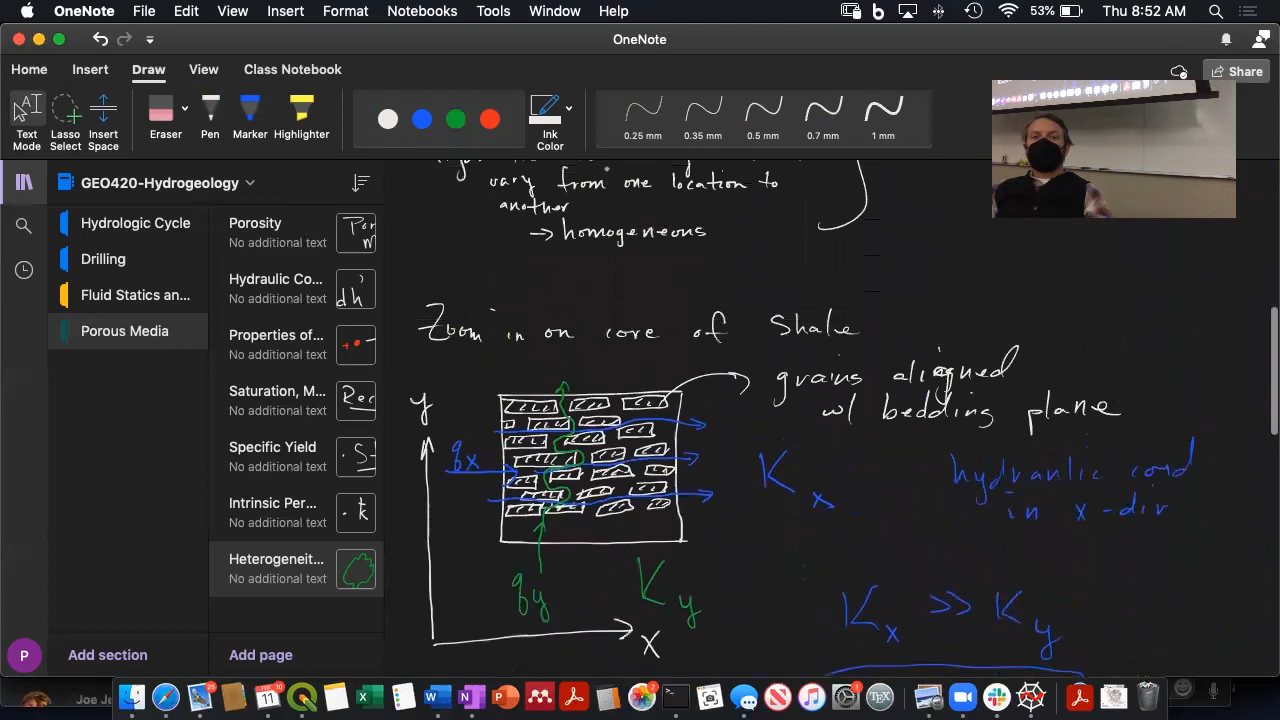 OneNote File Edit View Insert Format Notebooks Tools Window Help
53% Thu 8:52 AM
OneNote
Home Insert Draw View Class Notebook
Share
Text Mode
Lasso Select
Insert Space
Eraser
Pen
Marker
Highlighter
Ink Color
0.25 mm 0.35 mm 0.5 mm 0.7 mm 1 mm
GEO420-Hydrogeology
Hydrologic Cycle
Drilling
Fluid Statics an...
Porous Media
Porosity
No additional text
Hydraulic Co...
No additional text
dh
Properties of...
No additional text
Saturation, M...
No additional text
Rec
Specific Yield
No additional text
Intrinsic Per...
No additional text
k
Heterogeneit...
No additional text
vary from one location to
another
→ homogeneous
Zoom in on core of Shale
grains aligned
w/ bedding plane
y
qx
Kx
hydraulic cond
in x-dir
qy
Ky
x
Kx >> Ky
P
Add section
Add page